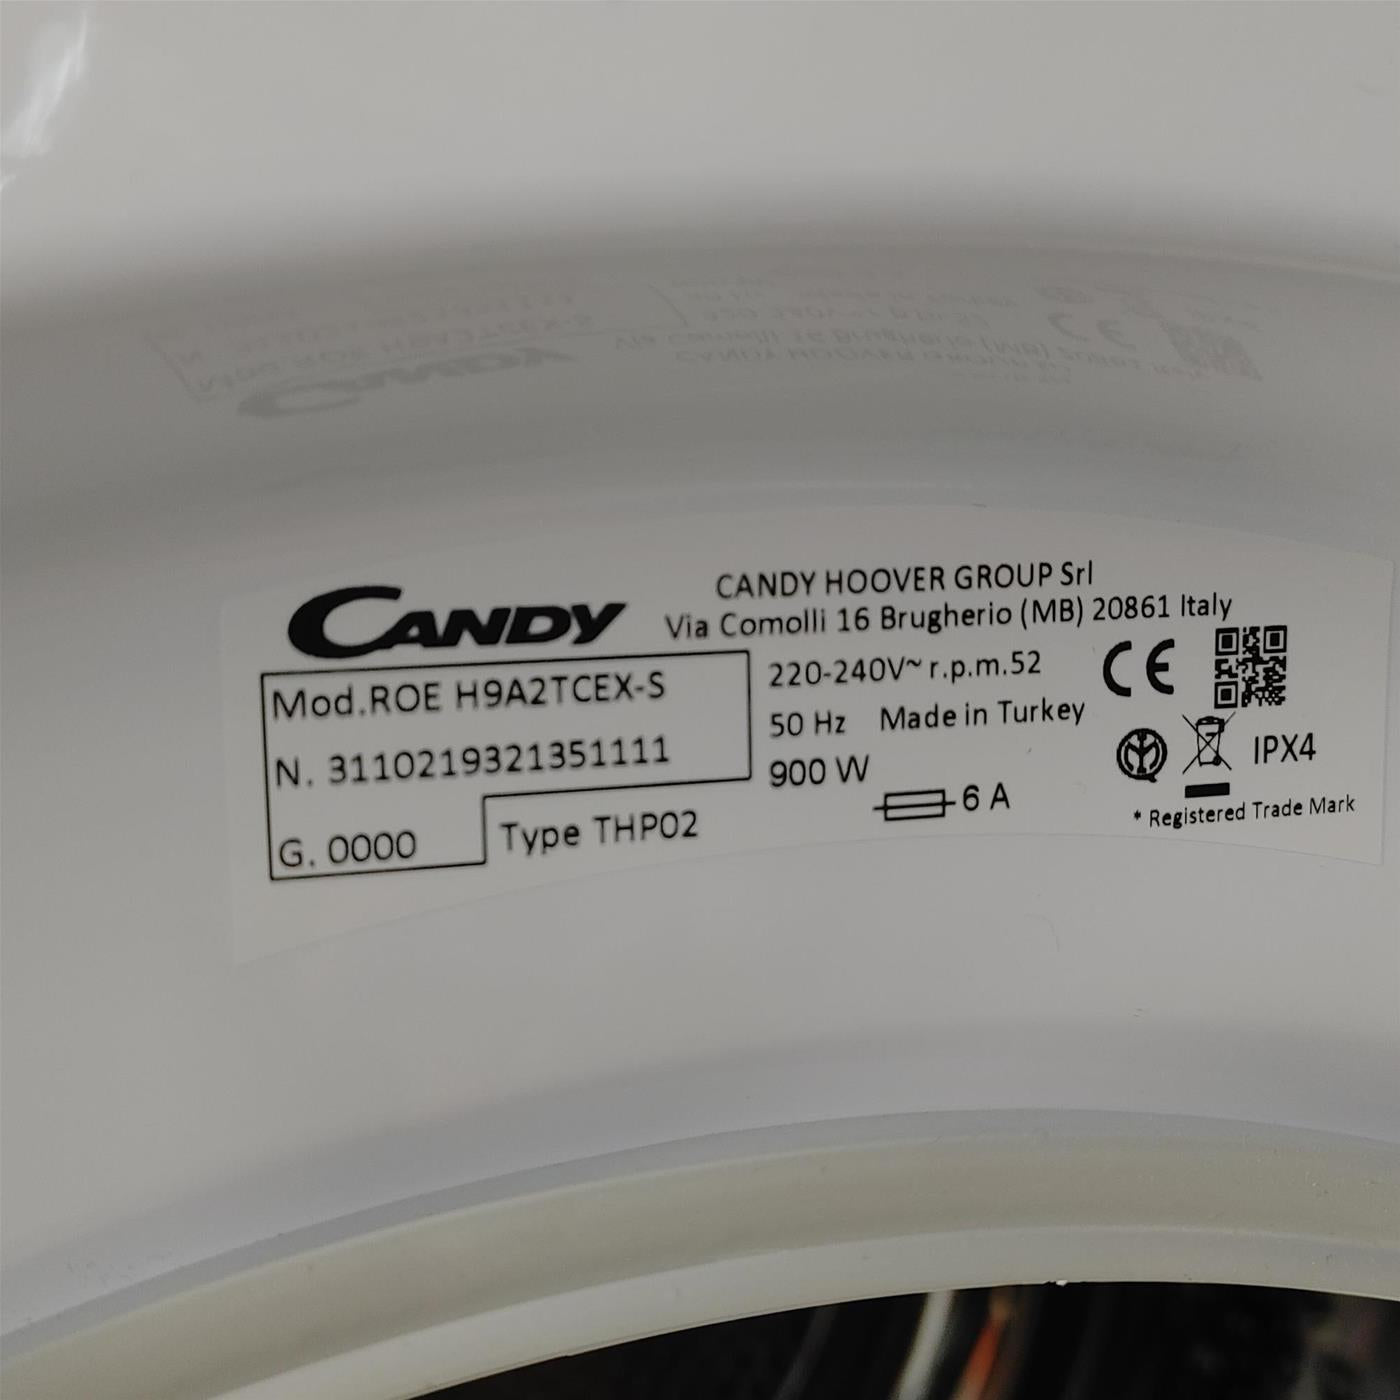 CANDY
CANDY HOOVER GROUP Srl
Via Comolli 16 Brugherio (MB) 20861 Italy
Mod.ROE H9A2TCEX-S
N. 3110219321351111
G. 0000
Type THP02
220-240V~ r.p.m.52
50 Hz Made in Turkey
900 W
6 A
CE
IPX4
* Registered Trade Mark